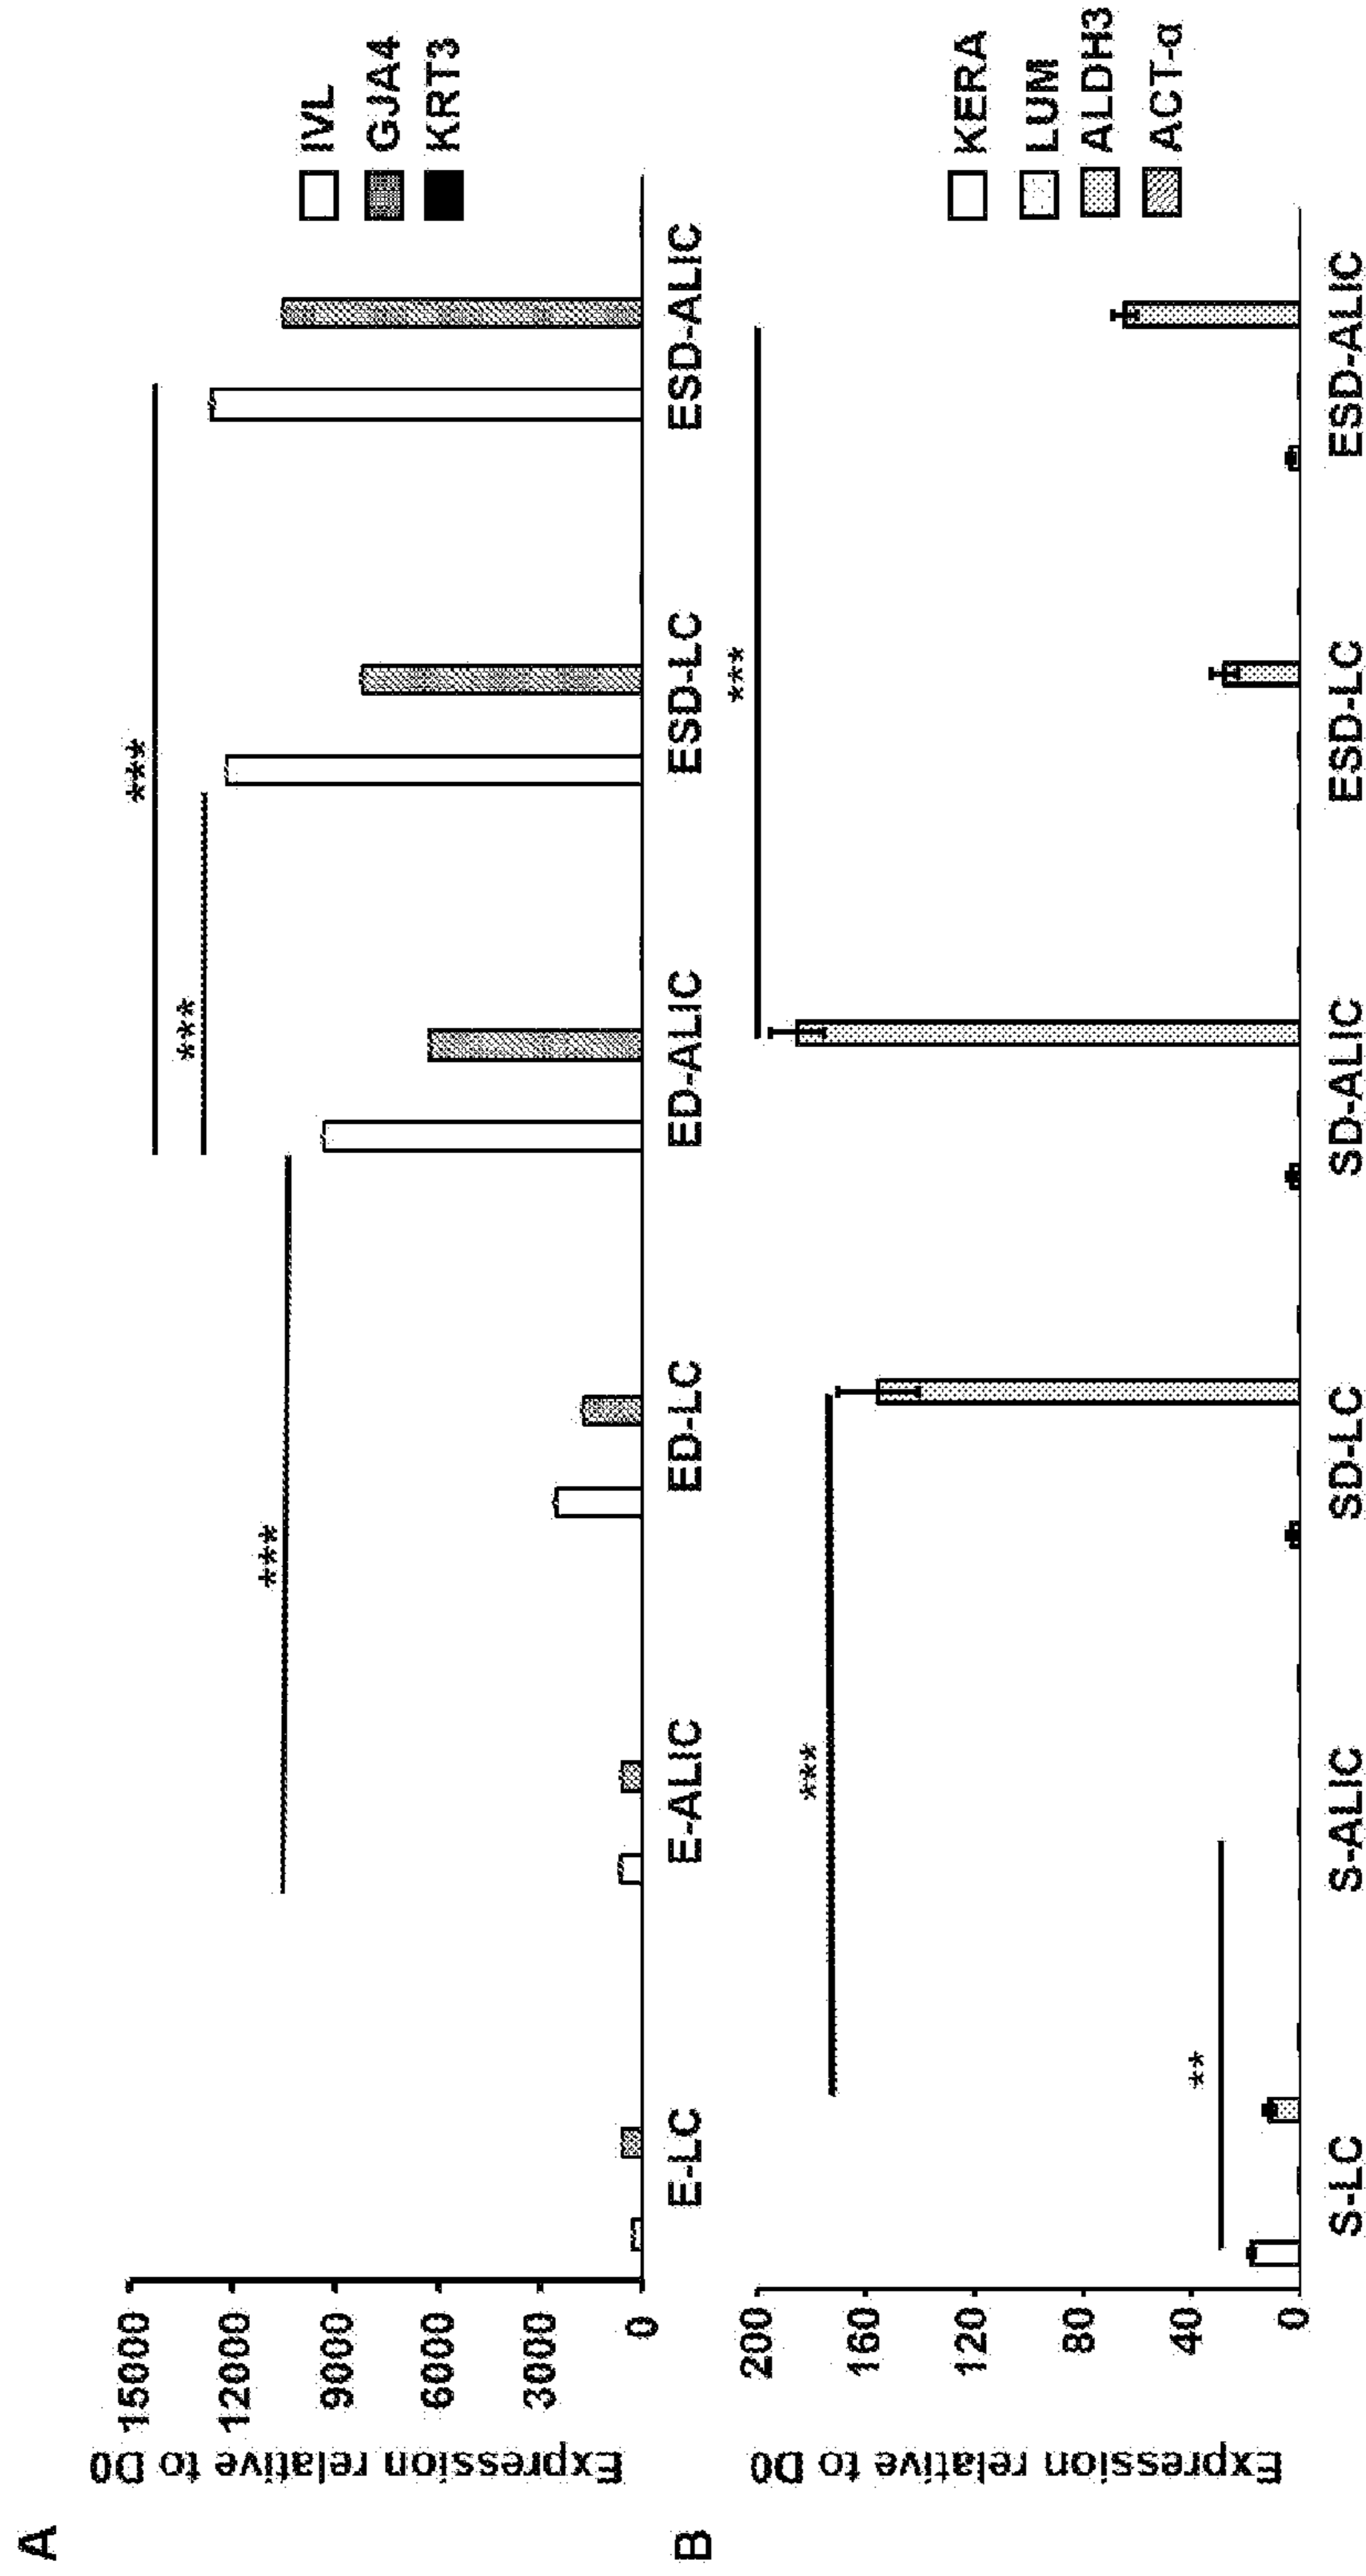 A
Expression relative to D0
15000
12000
9000
6000
3000
0
***
***
***
E-LC
E-ALIC
ED-LC
ED-ALIC
ESD-LC
ESD-ALIC
IVL
GJA4
KRT3
B
Expression relative to D0
200
160
120
80
40
0
**
***
***
S-LC
S-ALIC
SD-LC
SD-ALIC
ESD-LC
ESD-ALIC
KERA
LUM
ALDH3
ACT-α